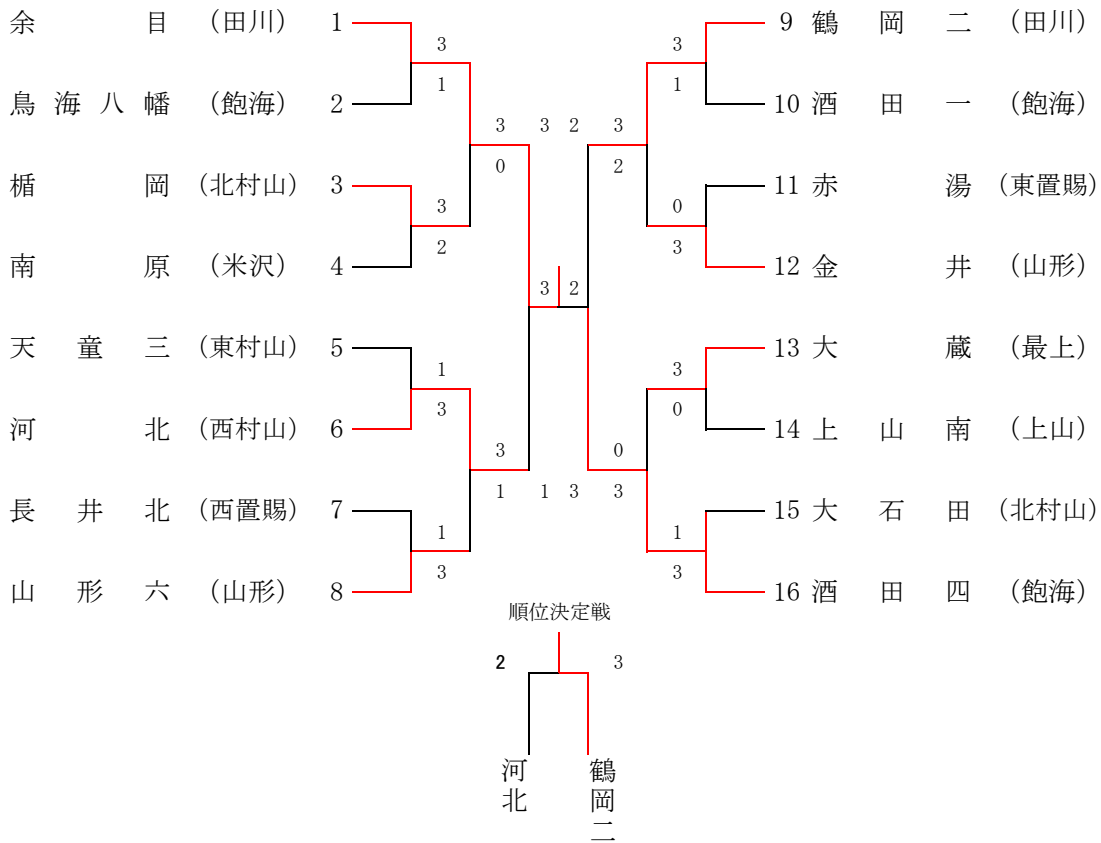 余目 (田川) 1
3
1
鳥海八幡 (飽海) 2
3
0
楯岡 (北村山) 3
3
2
南原 (米沢) 4
天童三 (東村山) 5
1
3
河北 (西村山) 6
3
1
長井北 (西置賜) 7
1
3
山形六 (山形) 8
3 2
3 2
1 3
9 鶴岡二 (田川)
3
1
10 酒田一 (飽海)
3
2
11 赤湯 (東置賜)
0
3
12 金井 (山形)
13 大蔵 (最上)
3
0
14 上山南 (上山)
0
3
15 大石田 (北村山)
1
3
16 酒田四 (飽海)
順位決定戦
2 3
河北
鶴岡二